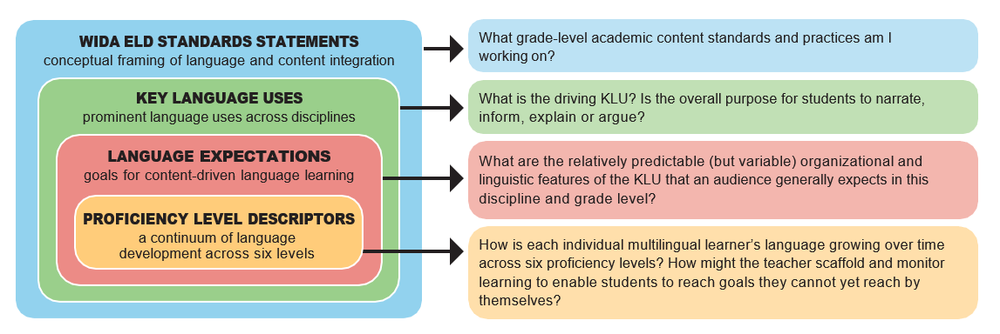 WIDA ELD STANDARDS STATEMENTS
conceptual framing of language and content integration
What grade-level academic content standards and practices am I
working on?
KEY LANGUAGE USES
prominent language uses across disciplines
What is the driving KLU? Is the overall purpose for students to narrate,
inform, explain or argue?
LANGUAGE EXPECTATIONS
goals for content-driven language learning
What are the relatively predictable (but variable) organizational and
linguistic features of the KLU that an audience generally expects in this
discipline and grade level?
PROFICIENCY LEVEL DESCRIPTORS
a continuum of language
development across six levels
How is each individual multilingual learner’s language growing over time
across six proficiency levels? How might the teacher scaffold and monitor
learning to enable students to reach goals they cannot yet reach by
themselves?